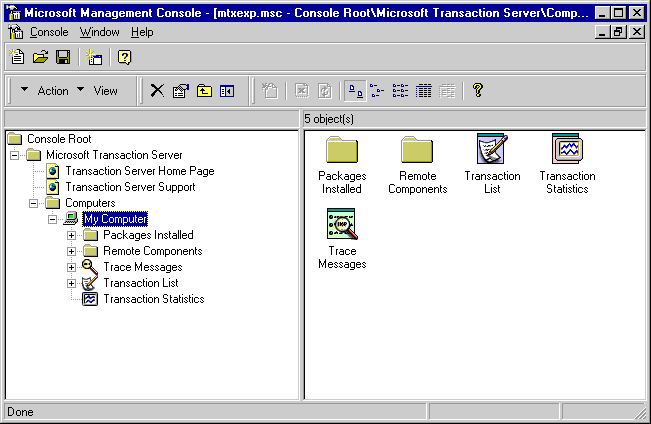 Microsoft Management Console - [mtxexp.msc - Console Root\Microsoft Transaction Server\Comp...
Console Window Help
Action View
5 object(s)
Console Root
Microsoft Transaction Server
Transaction Server Home Page
Transaction Server Support
Computers
My Computer
Packages Installed
Remote Components
Trace Messages
Transaction List
Transaction Statistics
Packages
Installed
Remote
Components
Transaction
List
Transaction
Statistics
Trace
Messages
Done